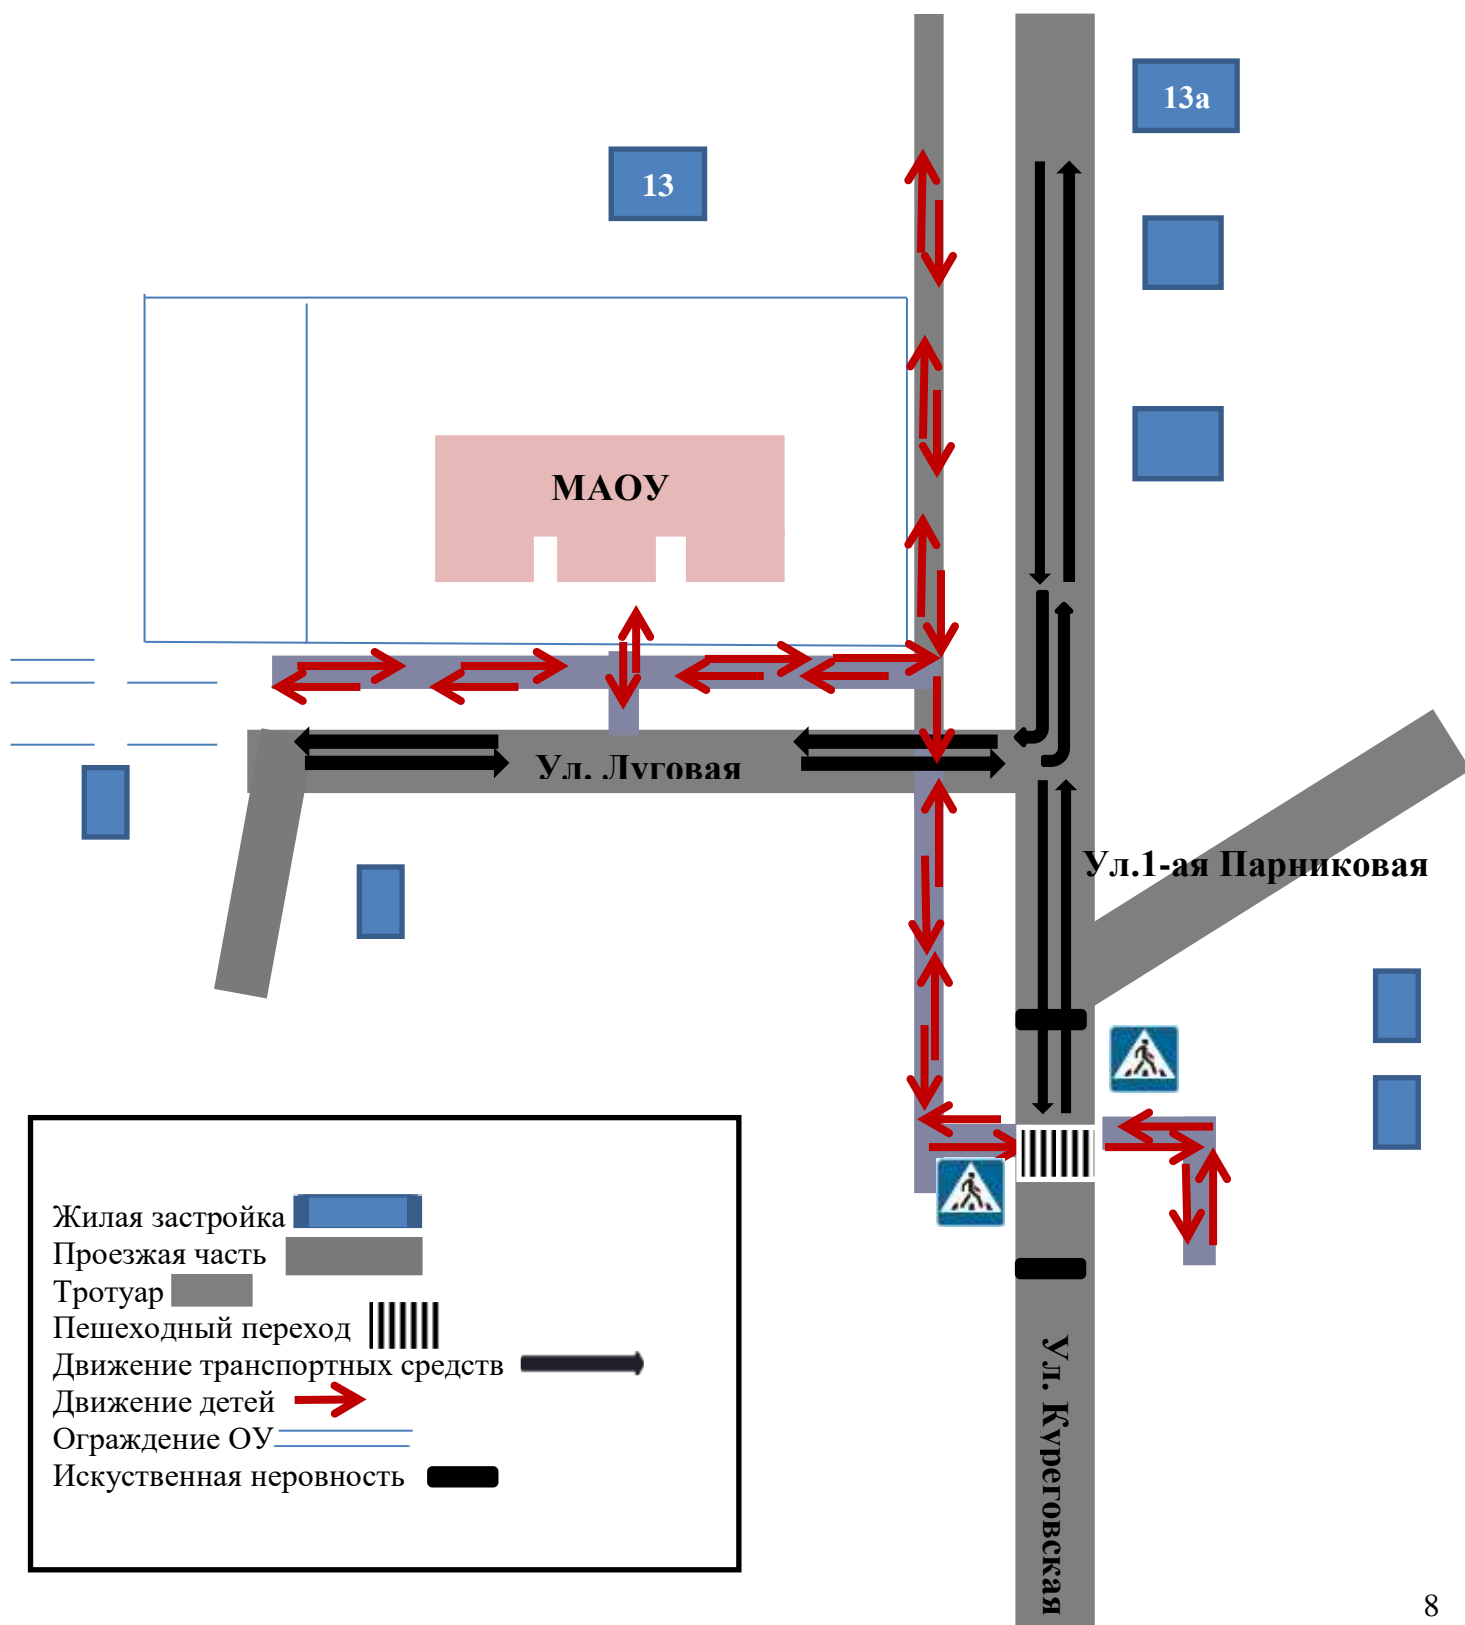 13а
13
МАОУ
Ул. Луговая
Ул.1-ая Парниковая
Жилая застройка
Проезжая часть
Тротуар
Пешеходный переход
Движение транспортных средств
Движение детей
Ограждение ОУ
Искуственная неровность
Ул. Куреговская
8